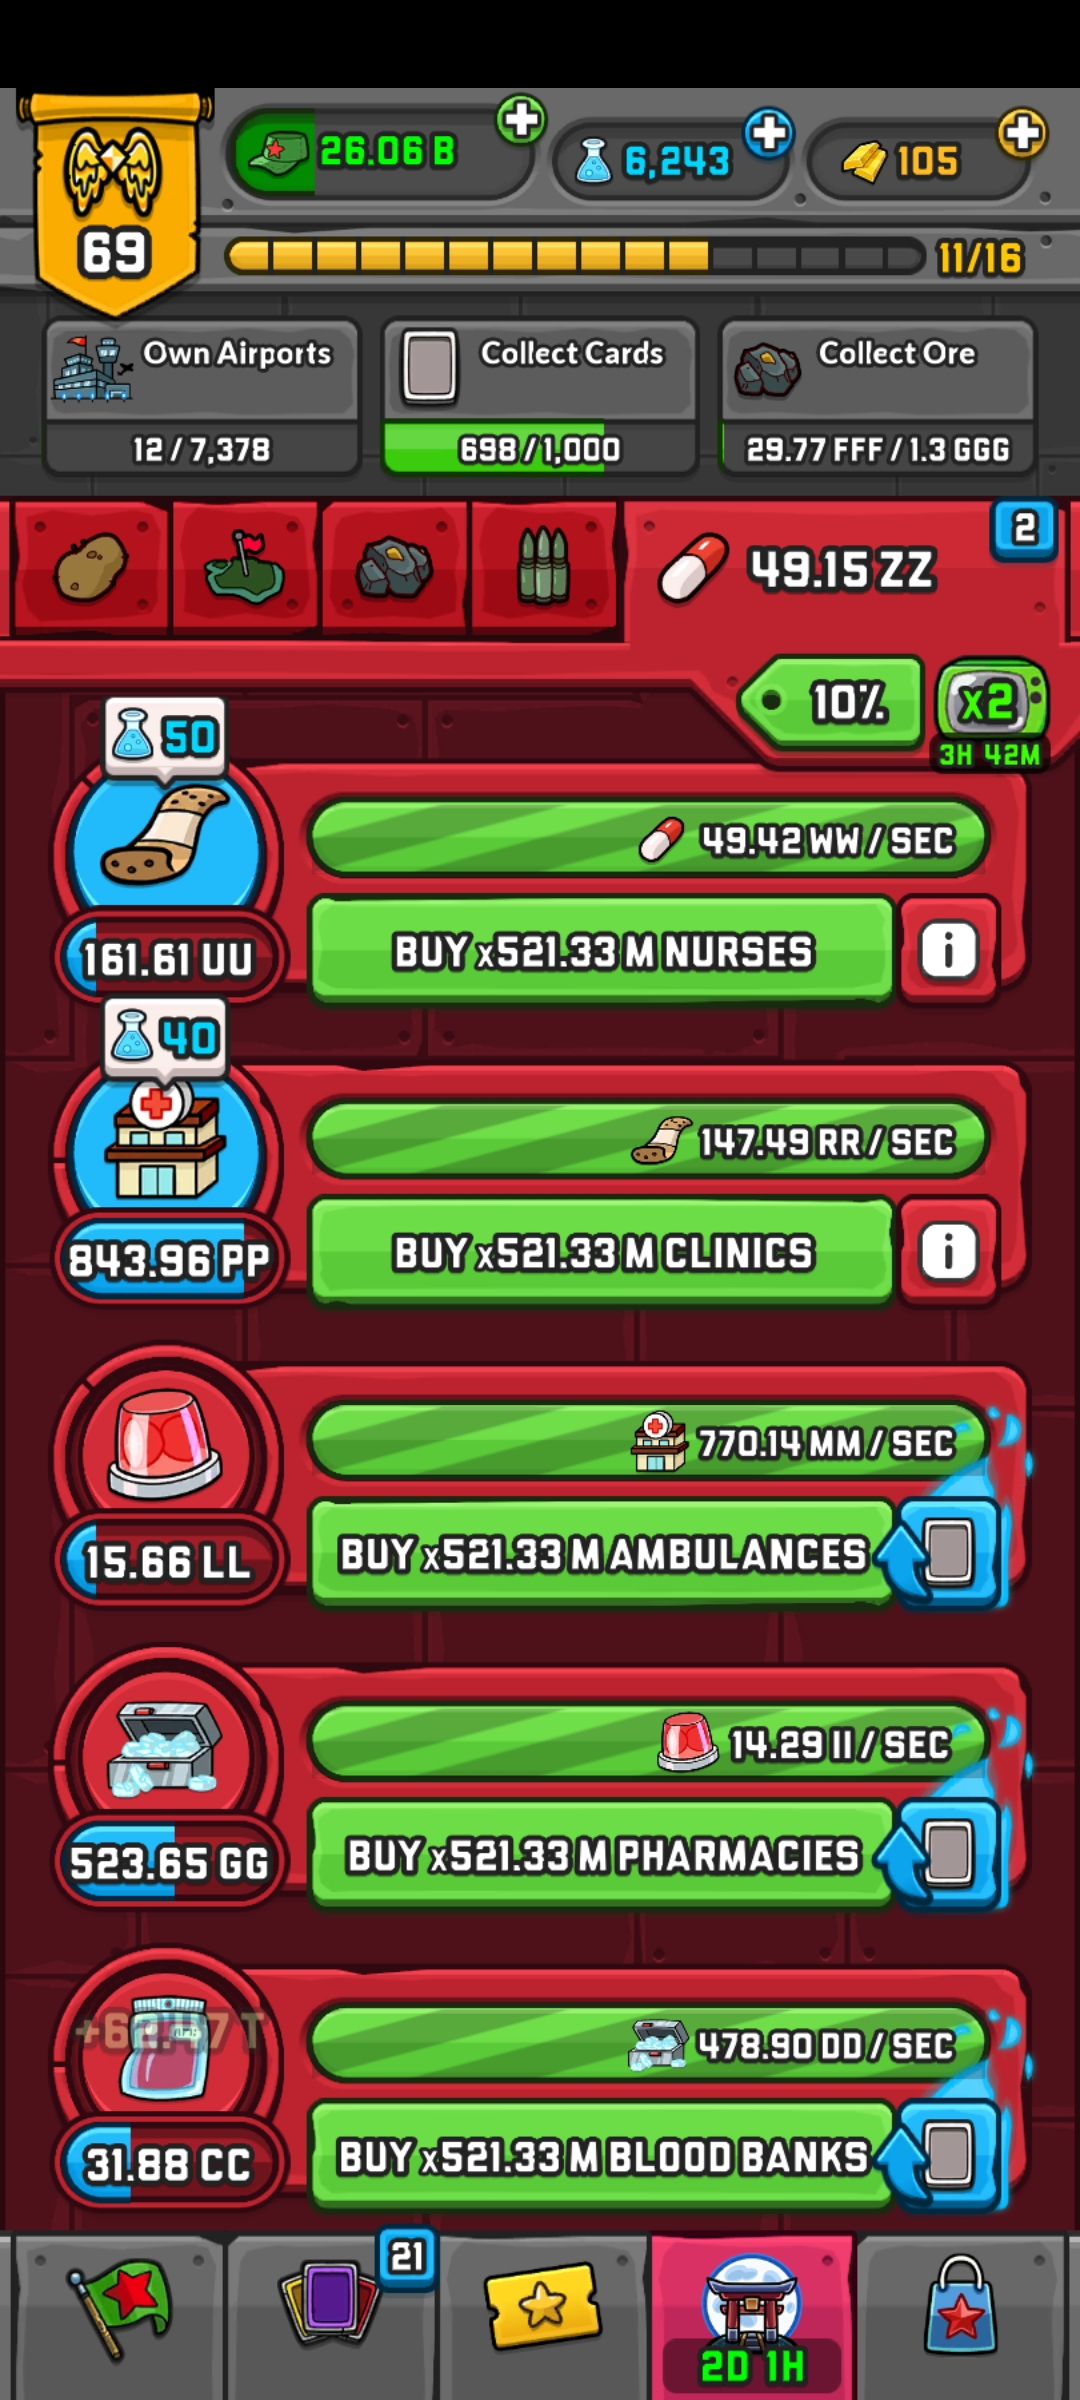 26.06 B
6,243
105
69
11/16
Own Airports
12 / 7,378
Collect Cards
698 / 1,000
Collect Ore
29.77 FFF / 1.3 GGG
49.15 ZZ
2
10%
x2
3H 42M
50
49.42 WW / SEC
161.61 UU
BUY x521.33 M NURSES
i
40
147.49 RR / SEC
843.96 PP
BUY x521.33 M CLINICS
i
770.14 MM / SEC
15.66 LL
BUY x521.33 M AMBULANCES
14.29 II / SEC
523.65 GG
BUY x521.33 M PHARMACIES
478.90 DD / SEC
31.88 CC
BUY x521.33 M BLOOD BANKS
21
2D 1H